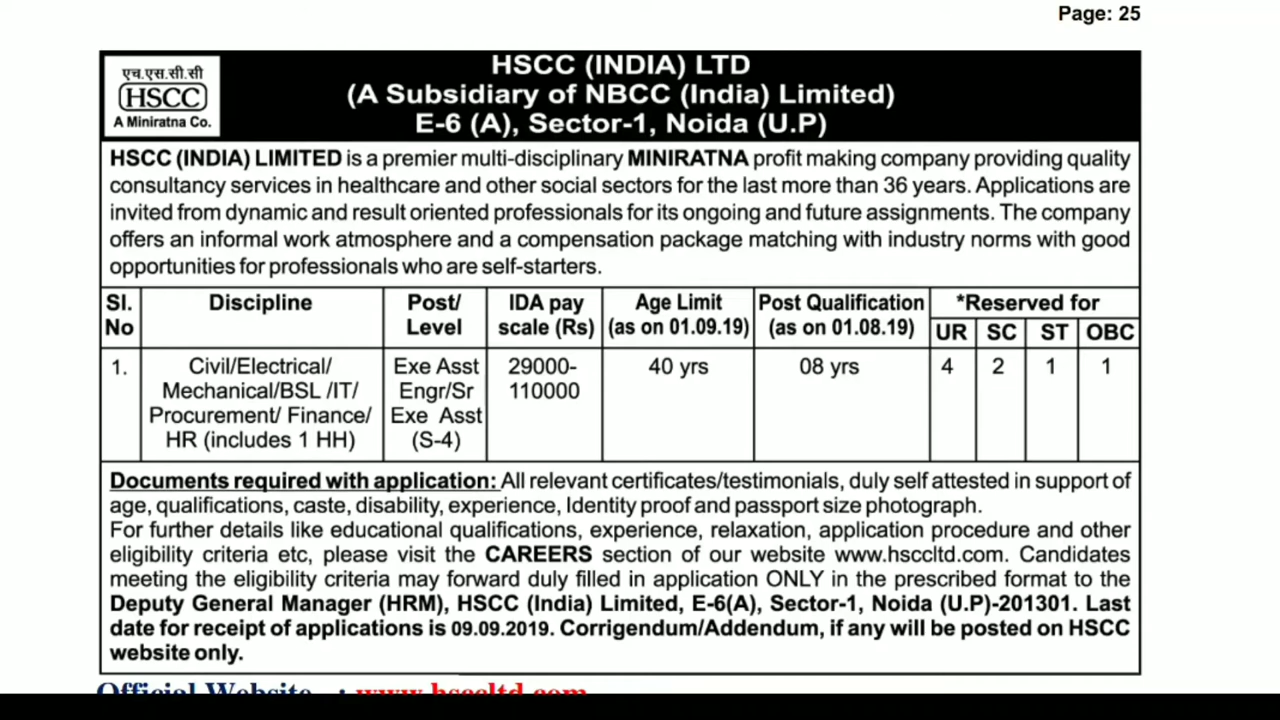 Page: 25
एच.एस.सी.सी
HSCC
A Miniratna Co.
HSCC (INDIA) LTD
(A Subsidiary of NBCC (India) Limited)
E-6 (A), Sector-1, Noida (U.P)
HSCC (INDIA) LIMITED is a premier multi-disciplinary MINIRATNA profit making company providing quality
consultancy services in healthcare and other social sectors for the last more than 36 years. Applications are
invited from dynamic and result oriented professionals for its ongoing and future assignments. The company
offers an informal work atmosphere and a compensation package matching with industry norms with good
opportunities for professionals who are self-starters.
Sl. Discipline Post/ IDA pay Age Limit Post Qualification *Reserved for
No Level scale (Rs) (as on 01.09.19) (as on 01.08.19) UR SC ST OBC
1. Civil/Electrical/ Exe Asst 29000- 40 yrs 08 yrs 4 2 1 1
Mechanical/BSL /IT/ Engr/Sr 110000
Procurement/ Finance/ Exe Asst
HR (includes 1 HH) (S-4)
Documents required with application: All relevant certificates/testimonials, duly self attested in support of
age, qualifications, caste, disability, experience, Identity proof and passport size photograph.
For further details like educational qualifications, experience, relaxation, application procedure and other
eligibility criteria etc, please visit the CAREERS section of our website www.hsccltd.com. Candidates
meeting the eligibility criteria may forward duly filled in application ONLY in the prescribed format to the
Deputy General Manager (HRM), HSCC (India) Limited, E-6(A), Sector-1, Noida (U.P)-201301. Last
date for receipt of applications is 09.09.2019. Corrigendum/Addendum, if any will be posted on HSCC
website only.
Official Website : www.hsccltd.com